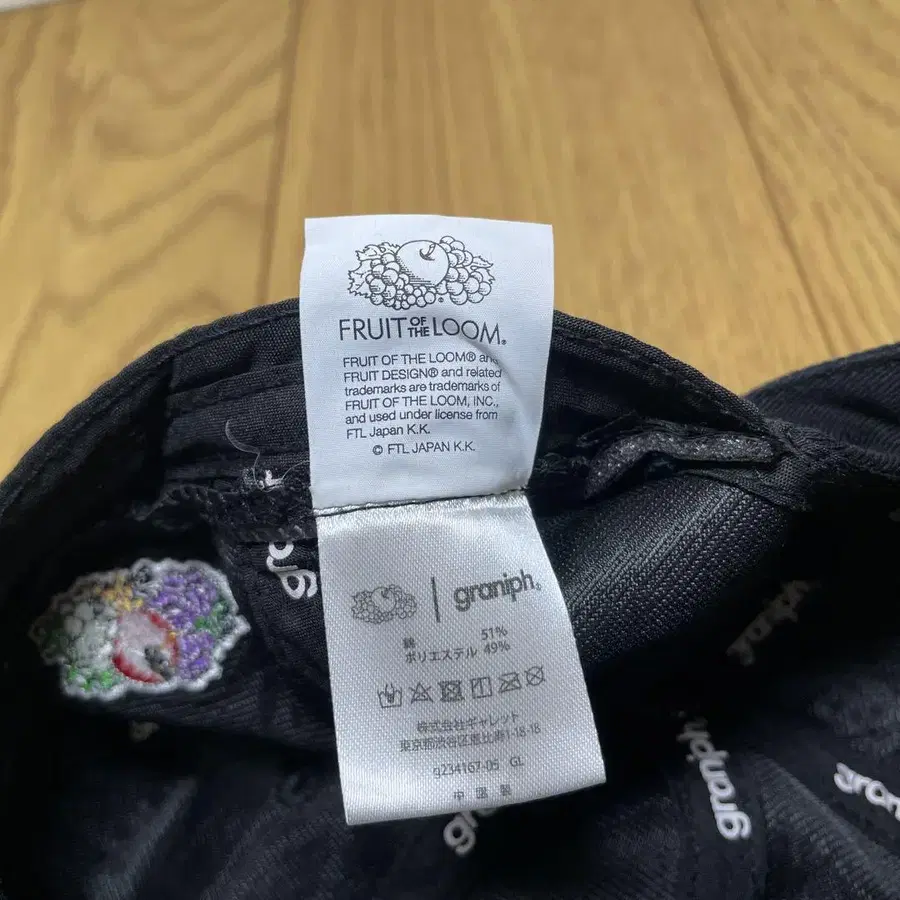 FRUIT OF THE LOOM®
FRUIT OF THE LOOM® and
FRUIT DESIGN® and related
trademarks are trademarks of
FRUIT OF THE LOOM, INC.,
and used under license from
FTL Japan K.K.
© FTL JAPAN K.K.
graniph®
綿 51%
ポリエステル 49%
株式会社ギャレット
東京都渋谷区恵比寿1-18-18
g234167-05 GL
中国製
graniph